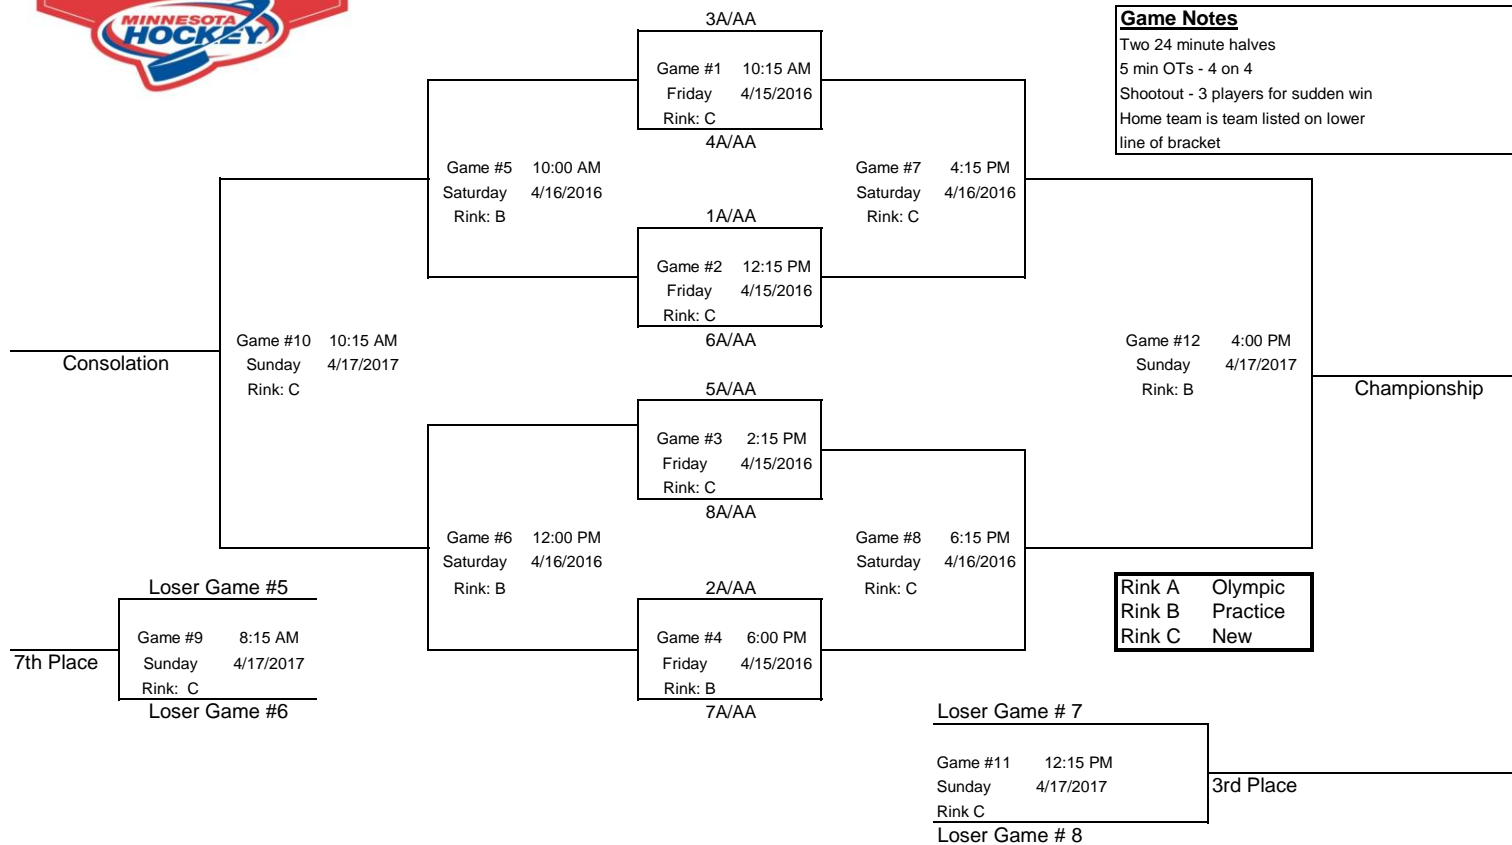 MINNESOTA
HOCKEY
3A/AA
Game #1 10:15 AM
Friday 4/15/2016
Rink: C
4A/AA
Game Notes
Two 24 minute halves
5 min OTs - 4 on 4
Shootout - 3 players for sudden win
Home team is team listed on lower
line of bracket
Game #5 10:00 AM
Saturday 4/16/2016
Rink: B
Game #7 4:15 PM
Saturday 4/16/2016
Rink: C
1A/AA
Game #2 12:15 PM
Friday 4/15/2016
Rink: C
6A/AA
Game #10 10:15 AM
Sunday 4/17/2017
Rink: C
Consolation
Game #12 4:00 PM
Sunday 4/17/2017
Rink: B
Championship
5A/AA
Game #3 2:15 PM
Friday 4/15/2016
Rink: C
8A/AA
Game #6 12:00 PM
Saturday 4/16/2016
Rink: B
Game #8 6:15 PM
Saturday 4/16/2016
Rink: C
2A/AA
Game #4 6:00 PM
Friday 4/15/2016
Rink: B
7A/AA
Rink A Olympic
Rink B Practice
Rink C New
Loser Game #5
Game #9 8:15 AM
Sunday 4/17/2017
Rink: C
Loser Game #6
7th Place
Loser Game # 7
Game #11 12:15 PM
Sunday 4/17/2017
Rink C
Loser Game # 8
3rd Place